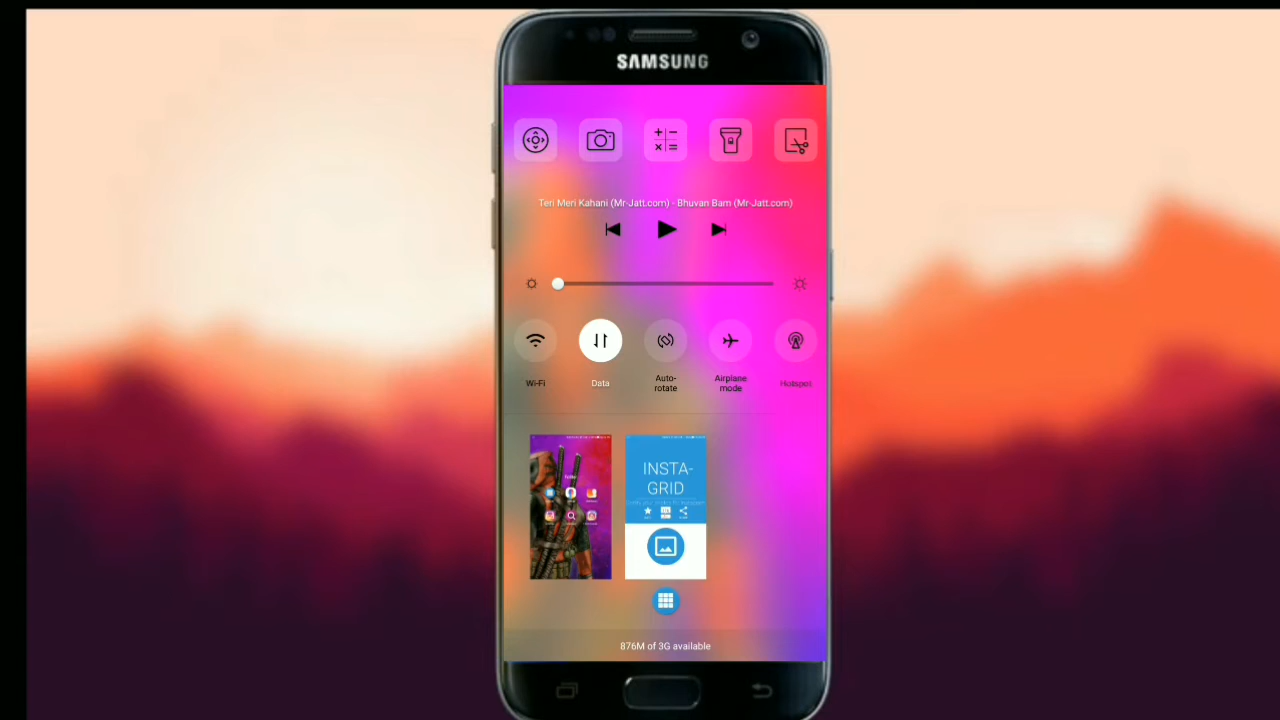 SAMSUNG
Teri Meri Kahani (Mr-Jatt.com) - Bhuvan Bam (Mr-Jatt.com)
Wi-Fi
Data
Auto-
rotate
Airplane
mode
Hotspot
INSTA-
GRID
876M of 3G available